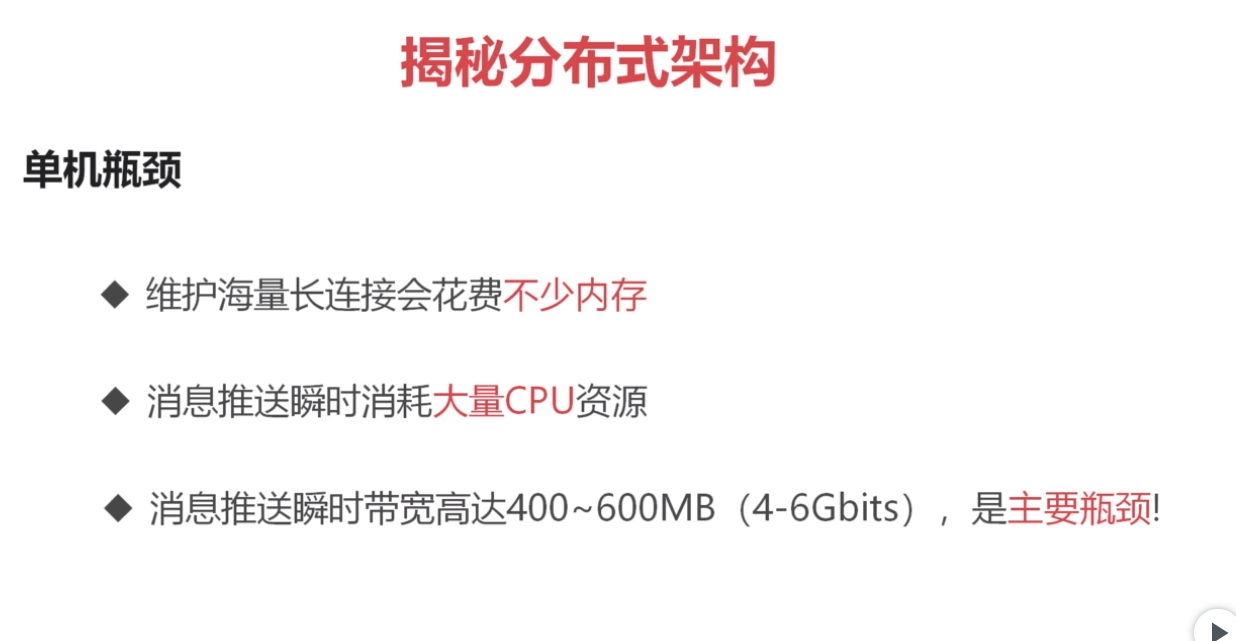 揭秘分布式架构
单机瓶颈
◆ 维护海量长连接会花费不少内存
◆ 消息推送瞬时消耗大量CPU资源
◆ 消息推送瞬时带宽高达400~600MB（4-6Gbits），是主要瓶颈!